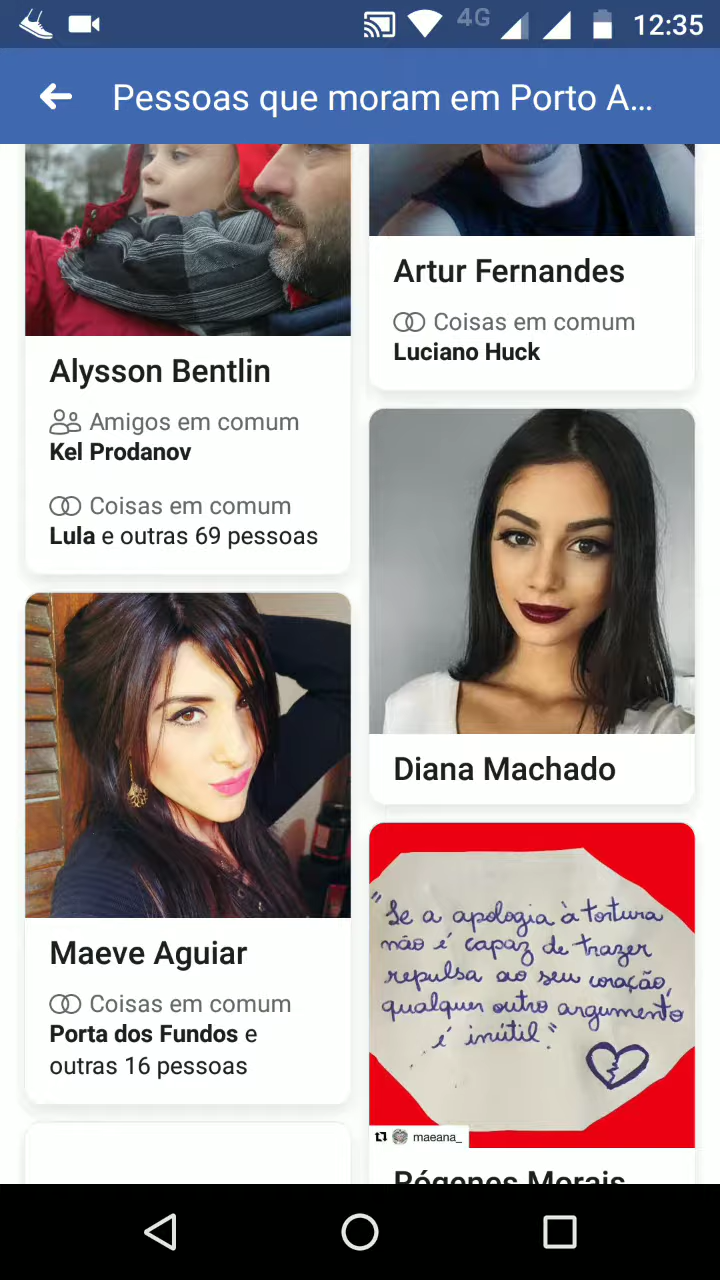 4G
12:35
Pessoas que moram em Porto A...
Alysson Bentlin
Amigos em comum
Kel Prodanov
Coisas em comum
Lula e outras 69 pessoas
Maeve Aguiar
Coisas em comum
Porta dos Fundos e
outras 16 pessoas
Artur Fernandes
Coisas em comum
Luciano Huck
Diana Machado
"Se a apologia à tortura
não é capaz de trazer
repulsa ao seu coração,
qualquer outro argumento
é inútil."
maeana_
Rógenes Morais